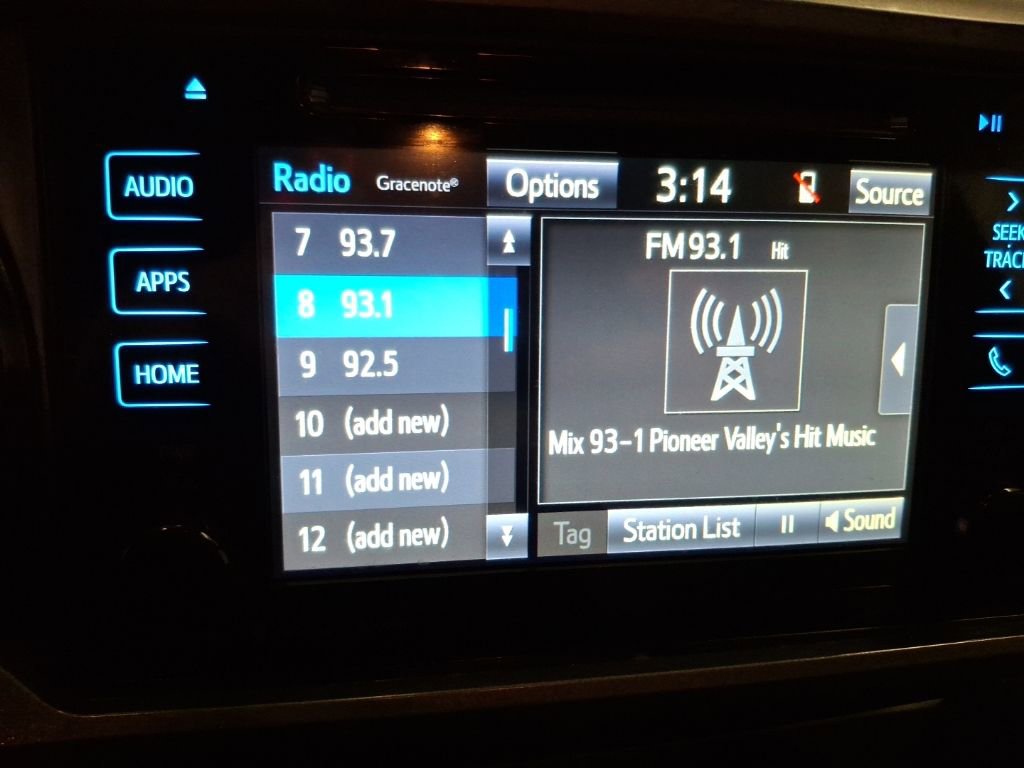 AUDIO
APPS
HOME
Radio Gracenote® Options 3:14 Source
7 93.7
8 93.1
9 92.5
10 (add new)
11 (add new)
12 (add new)
FM 93.1 Hit
Mix 93-1 Pioneer Valley's Hit Music
Tag Station List Sound
SEEK
TRACK